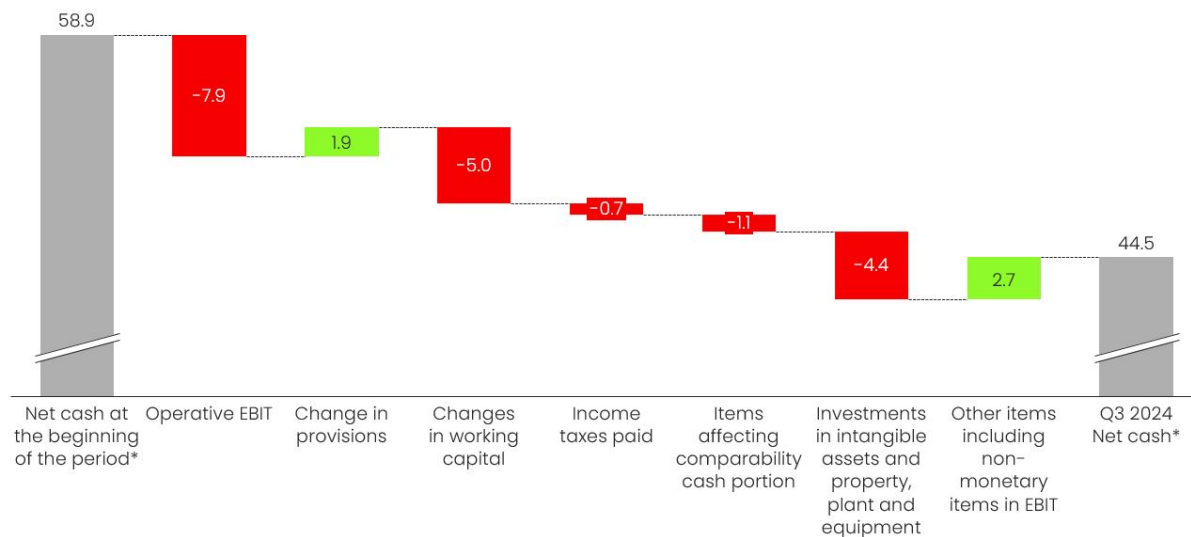 58.9
-7.9
1.9
-5.0
-0.7
-1.1
-4.4
2.7
44.5
Net cash at
the beginning
of the period*
Operative EBIT
Change in
provisions
Changes
in working
capital
Income
taxes paid
Items
affecting
comparability
cash portion
Investments
in intangible
assets and
property,
plant and
equipment
Other items
including
non-
monetary
items in EBIT
Q3 2024
Net cash*